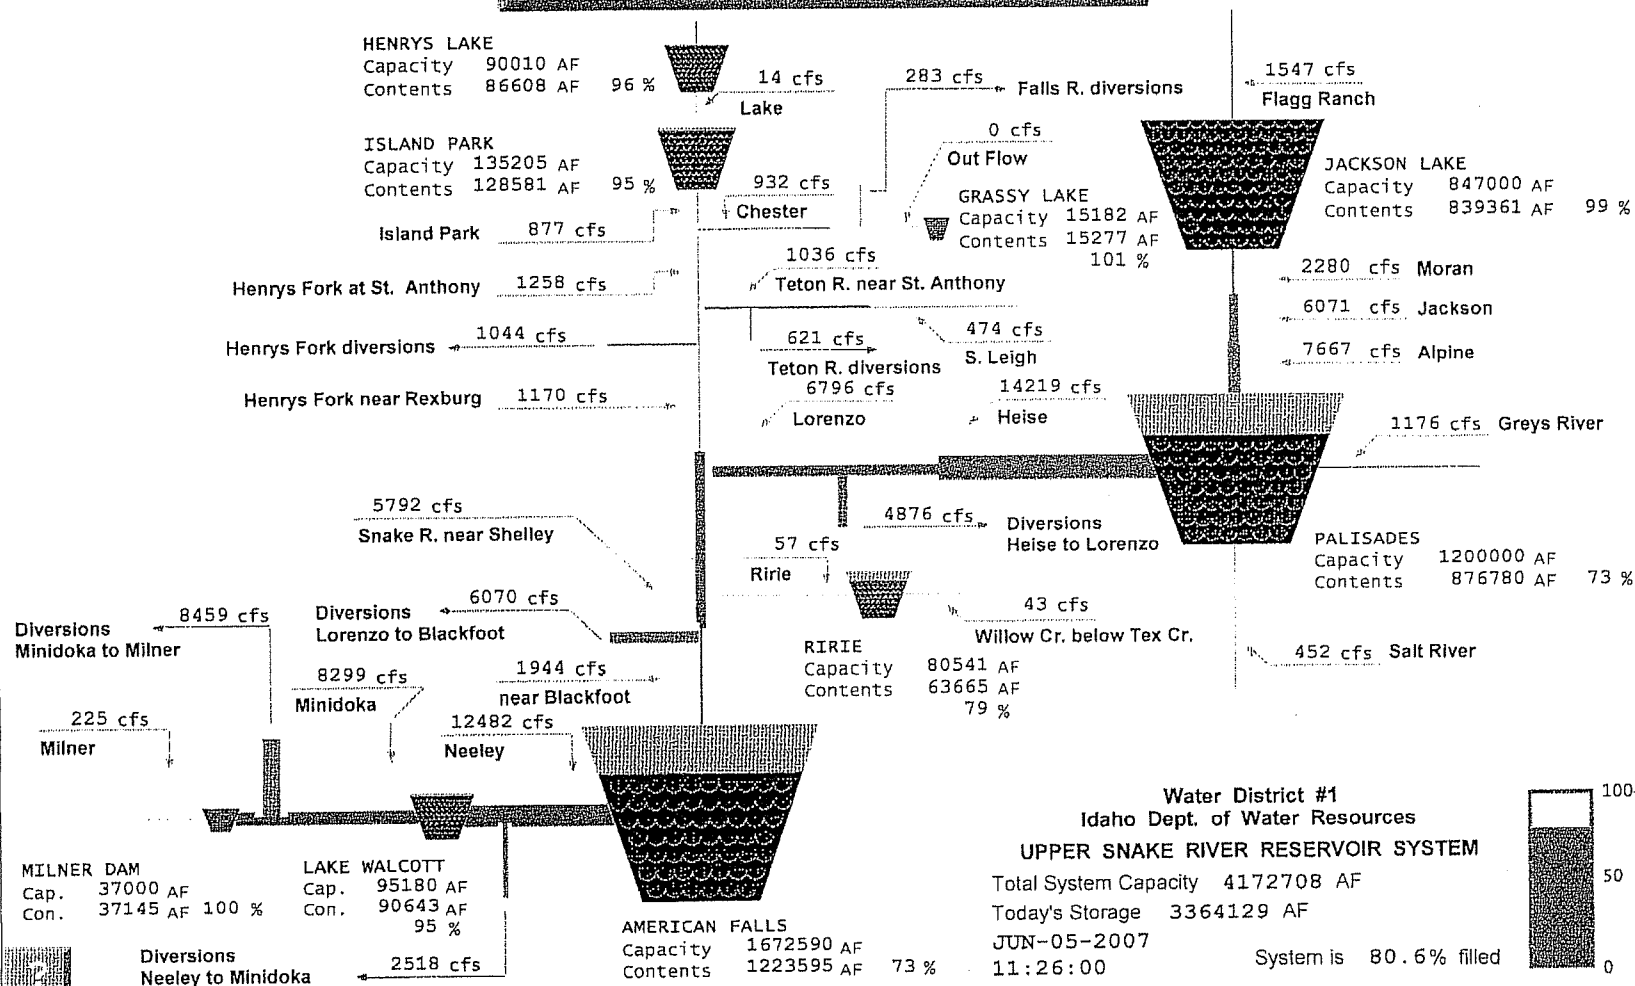 HENRYS LAKE
Capacity 90010 AF
Contents 86608 AF 96 %
14 cfs
Lake
283 cfs
Falls R. diversions
1547 cfs
Flagg Ranch
ISLAND PARK
Capacity 135205 AF
Contents 128581 AF 95 %
0 cfs
Out Flow
932 cfs
Chester
GRASSY LAKE
Capacity 15182 AF
Contents 15277 AF
101 %
JACKSON LAKE
Capacity 847000 AF
Contents 839361 AF 99 %
Island Park 877 cfs
Henrys Fork at St. Anthony 1258 cfs
1036 cfs
Teton R. near St. Anthony
2280 cfs Moran
6071 cfs Jackson
7667 cfs Alpine
Henrys Fork diversions 1044 cfs
621 cfs
Teton R. diversions
474 cfs
S. Leigh
Henrys Fork near Rexburg 1170 cfs
6796 cfs
Lorenzo
14219 cfs
Heise
1176 cfs Greys River
5792 cfs
Snake R. near Shelley
4876 cfs
Diversions
Heise to Lorenzo
57 cfs
Ririe
PALISADES
Capacity 1200000 AF
Contents 876780 AF 73 %
8459 cfs
Diversions
Minidoka to Milner
6070 cfs
Diversions
Lorenzo to Blackfoot
43 cfs
Willow Cr. below Tex Cr.
RIRIE
Capacity 80541 AF
Contents 63665 AF
79 %
452 cfs Salt River
8299 cfs
Minidoka
1944 cfs
near Blackfoot
225 cfs
Milner
12482 cfs
Neeley
MILNER DAM
Cap. 37000 AF
Con. 37145 AF 100 %
LAKE WALCOTT
Cap. 95180 AF
Con. 90643 AF
95 %
AMERICAN FALLS
Capacity 1672590 AF
Contents 1223595 AF 73 %
Diversions
Neeley to Minidoka 2518 cfs
Water District #1
Idaho Dept. of Water Resources
UPPER SNAKE RIVER RESERVOIR SYSTEM
Total System Capacity 4172708 AF
Today's Storage 3364129 AF
JUN-05-2007
11:26:00
System is 80.6% filled
100
50
0